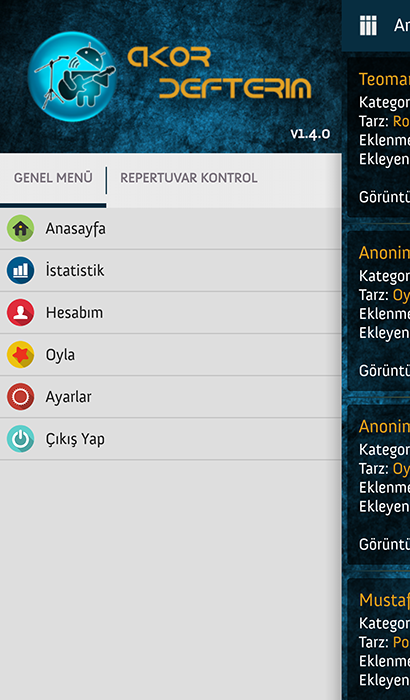 AKOR
DEFTERIM
v1.4.0
GENEL MENÜ
REPERTUVAR KONTROL
Anasayfa
İstatistik
Hesabım
Oyla
Ayarlar
Çıkış Yap
An
Teoman
Kategor
Tarz: Ro
Eklenme
Ekleyen
Görüntü
Anonim
Kategor
Tarz: Oy
Eklenme
Ekleyen
Görüntü
Anonim
Kategor
Tarz: Oy
Eklenme
Ekleyen
Görüntü
Mustaf
Kategor
Tarz: Po
Eklenme
Ekleyen